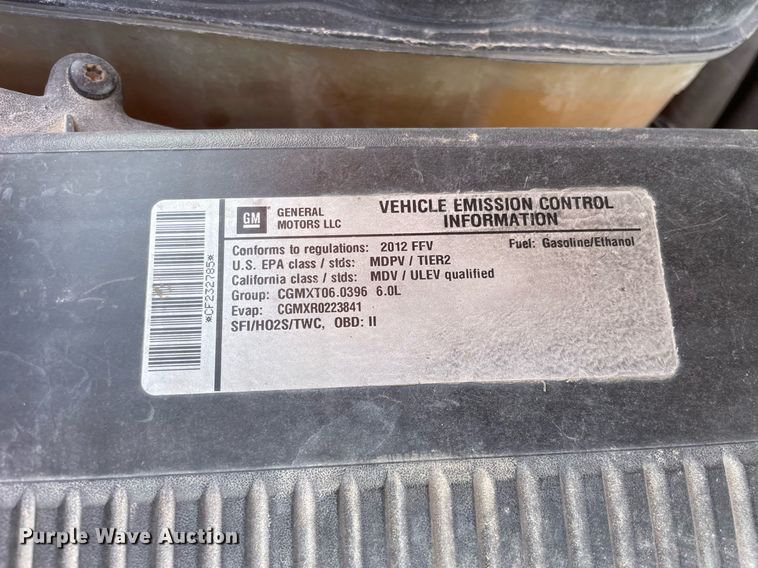 GM
GENERAL
MOTORS LLC
VEHICLE EMISSION CONTROL
INFORMATION
Conforms to regulations: 2012 FFV Fuel: Gasoline/Ethanol
U.S. EPA class / stds: MDPV / TIER2
California class / stds: MDV / ULEV qualified
Group: CGMXT06.0396 6.0L
Evap: CGMXR0223841
SFI/HO2S/TWC, OBD: II
*CF232785*
Purple Wave Auction